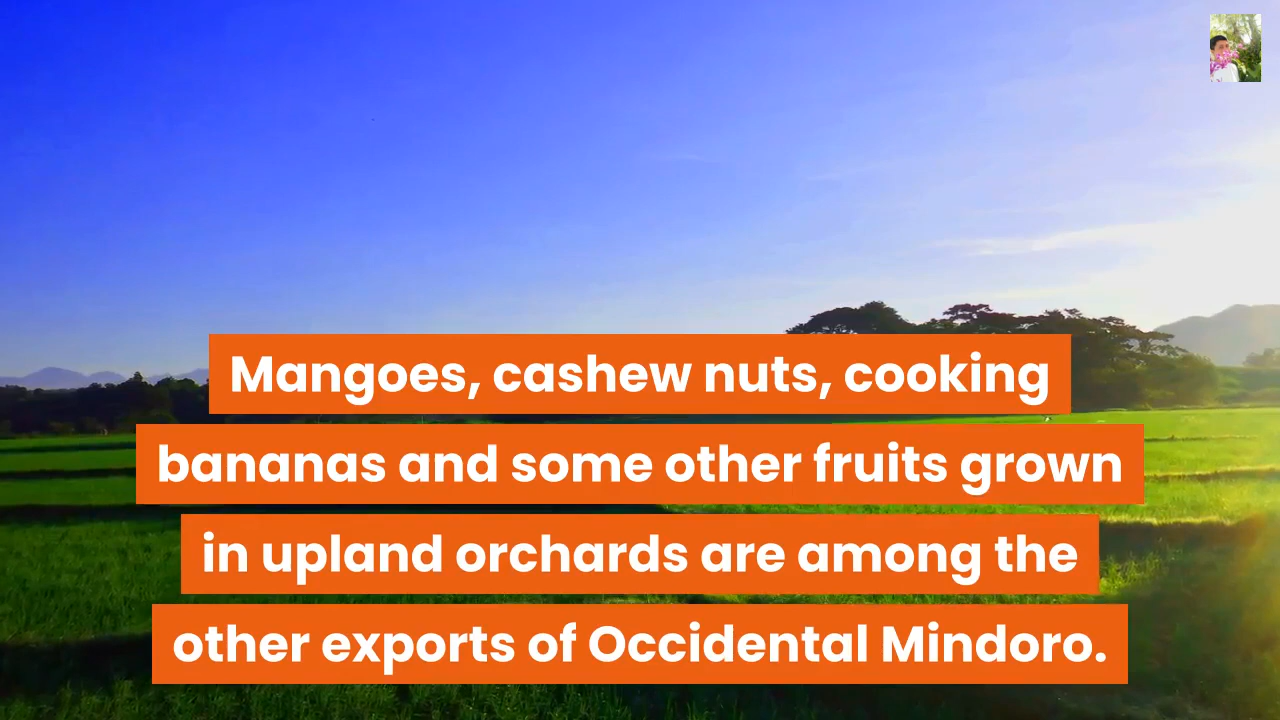 Mangoes, cashew nuts, cooking
bananas and some other fruits grown
in upland orchards are among the
other exports of Occidental Mindoro.